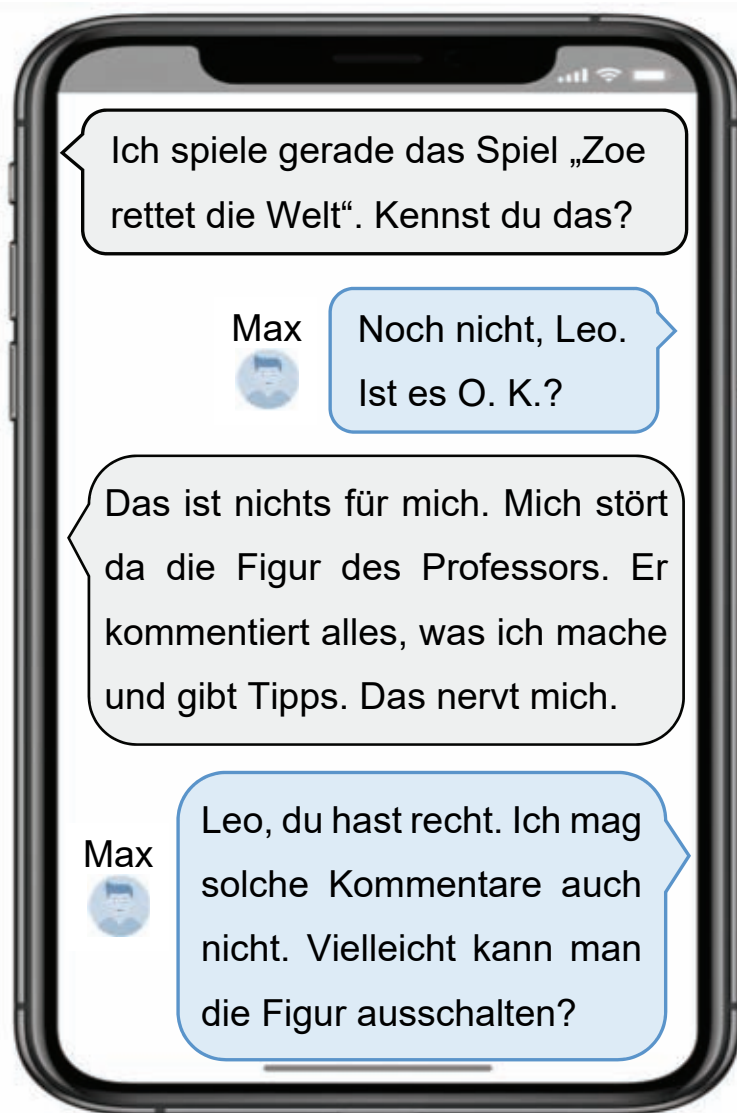 Ich spiele gerade das Spiel „Zoe
rettet die Welt“. Kennst du das?
Max
Noch nicht, Leo.
Ist es O. K.?
Das ist nichts für mich. Mich stört
da die Figur des Professors. Er
kommentiert alles, was ich mache
und gibt Tipps. Das nervt mich.
Max
Leo, du hast recht. Ich mag
solche Kommentare auch
nicht. Vielleicht kann man
die Figur ausschalten?